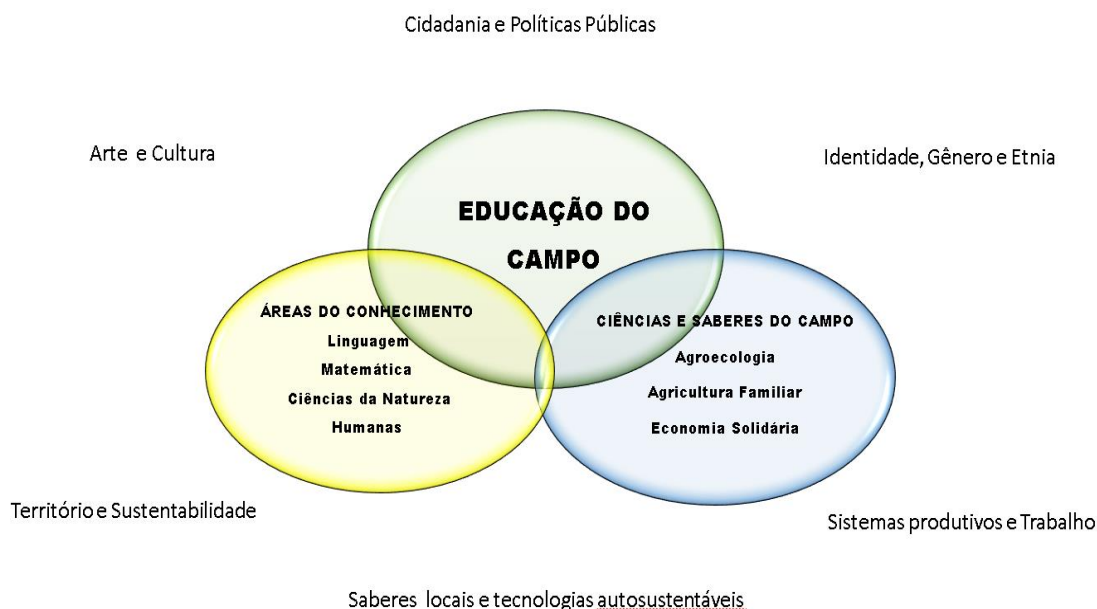 Cidadania e Políticas Públicas
Arte e Cultura
Identidade, Gênero e Etnia
EDUCAÇÃO DO
CAMPO
ÁREAS DO CONHECIMENTO
Linguagem
Matemática
Ciências da Natureza
Humanas
CIÊNCIAS E SABERES DO CAMPO
Agroecologia
Agricultura Familiar
Economia Solidária
Território e Sustentabilidade
Sistemas produtivos e Trabalho
Saberes locais e tecnologias autosustentáveis